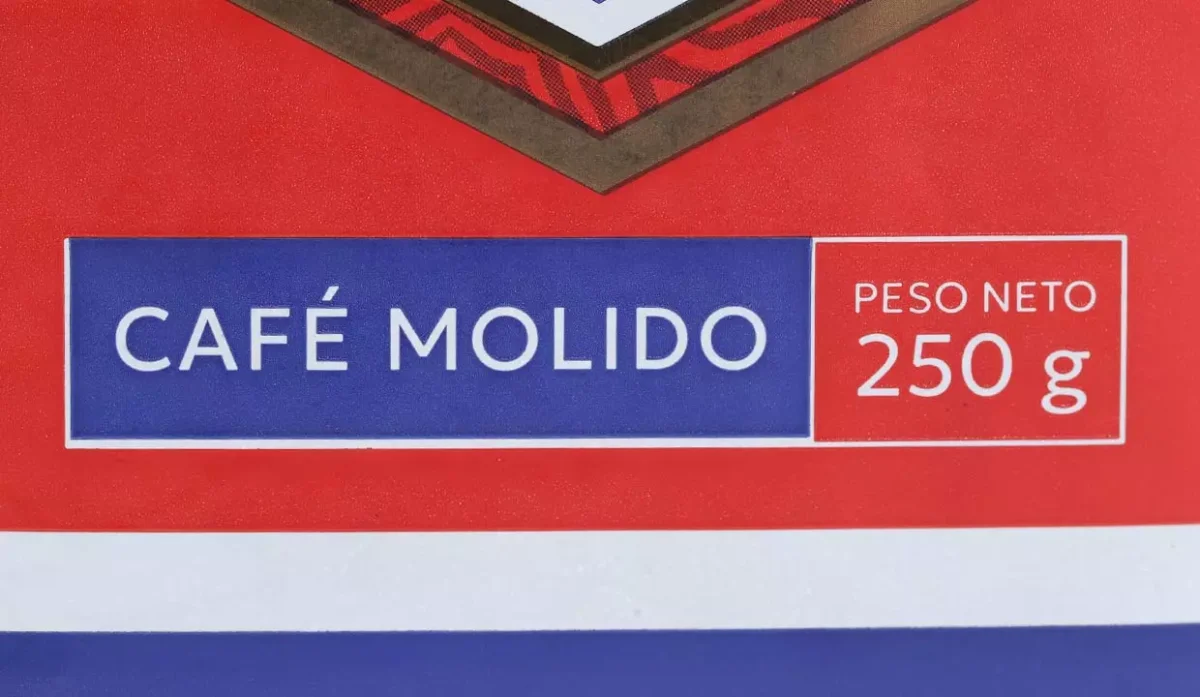 CAFÉ MOLIDO
PESO NETO
250 g